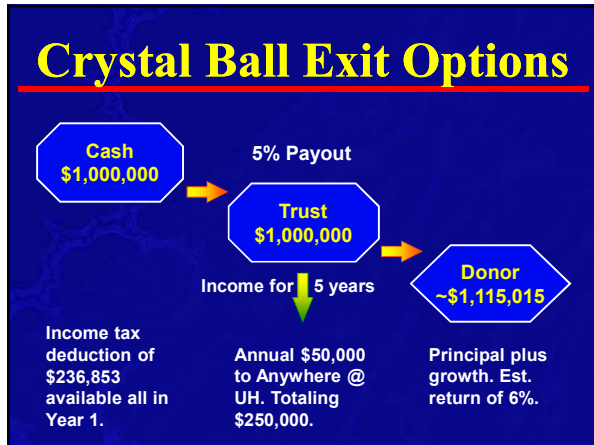 Crystal Ball Exit Options
Cash
$1,000,000
5% Payout
Trust
$1,000,000
Donor
~$1,115,015
Income for 5 years
Income tax
deduction of
$236,853
available all in
Year 1.
Annual $50,000
to Anywhere @
UH. Totaling
$250,000.
Principal plus
growth. Est.
return of 6%.